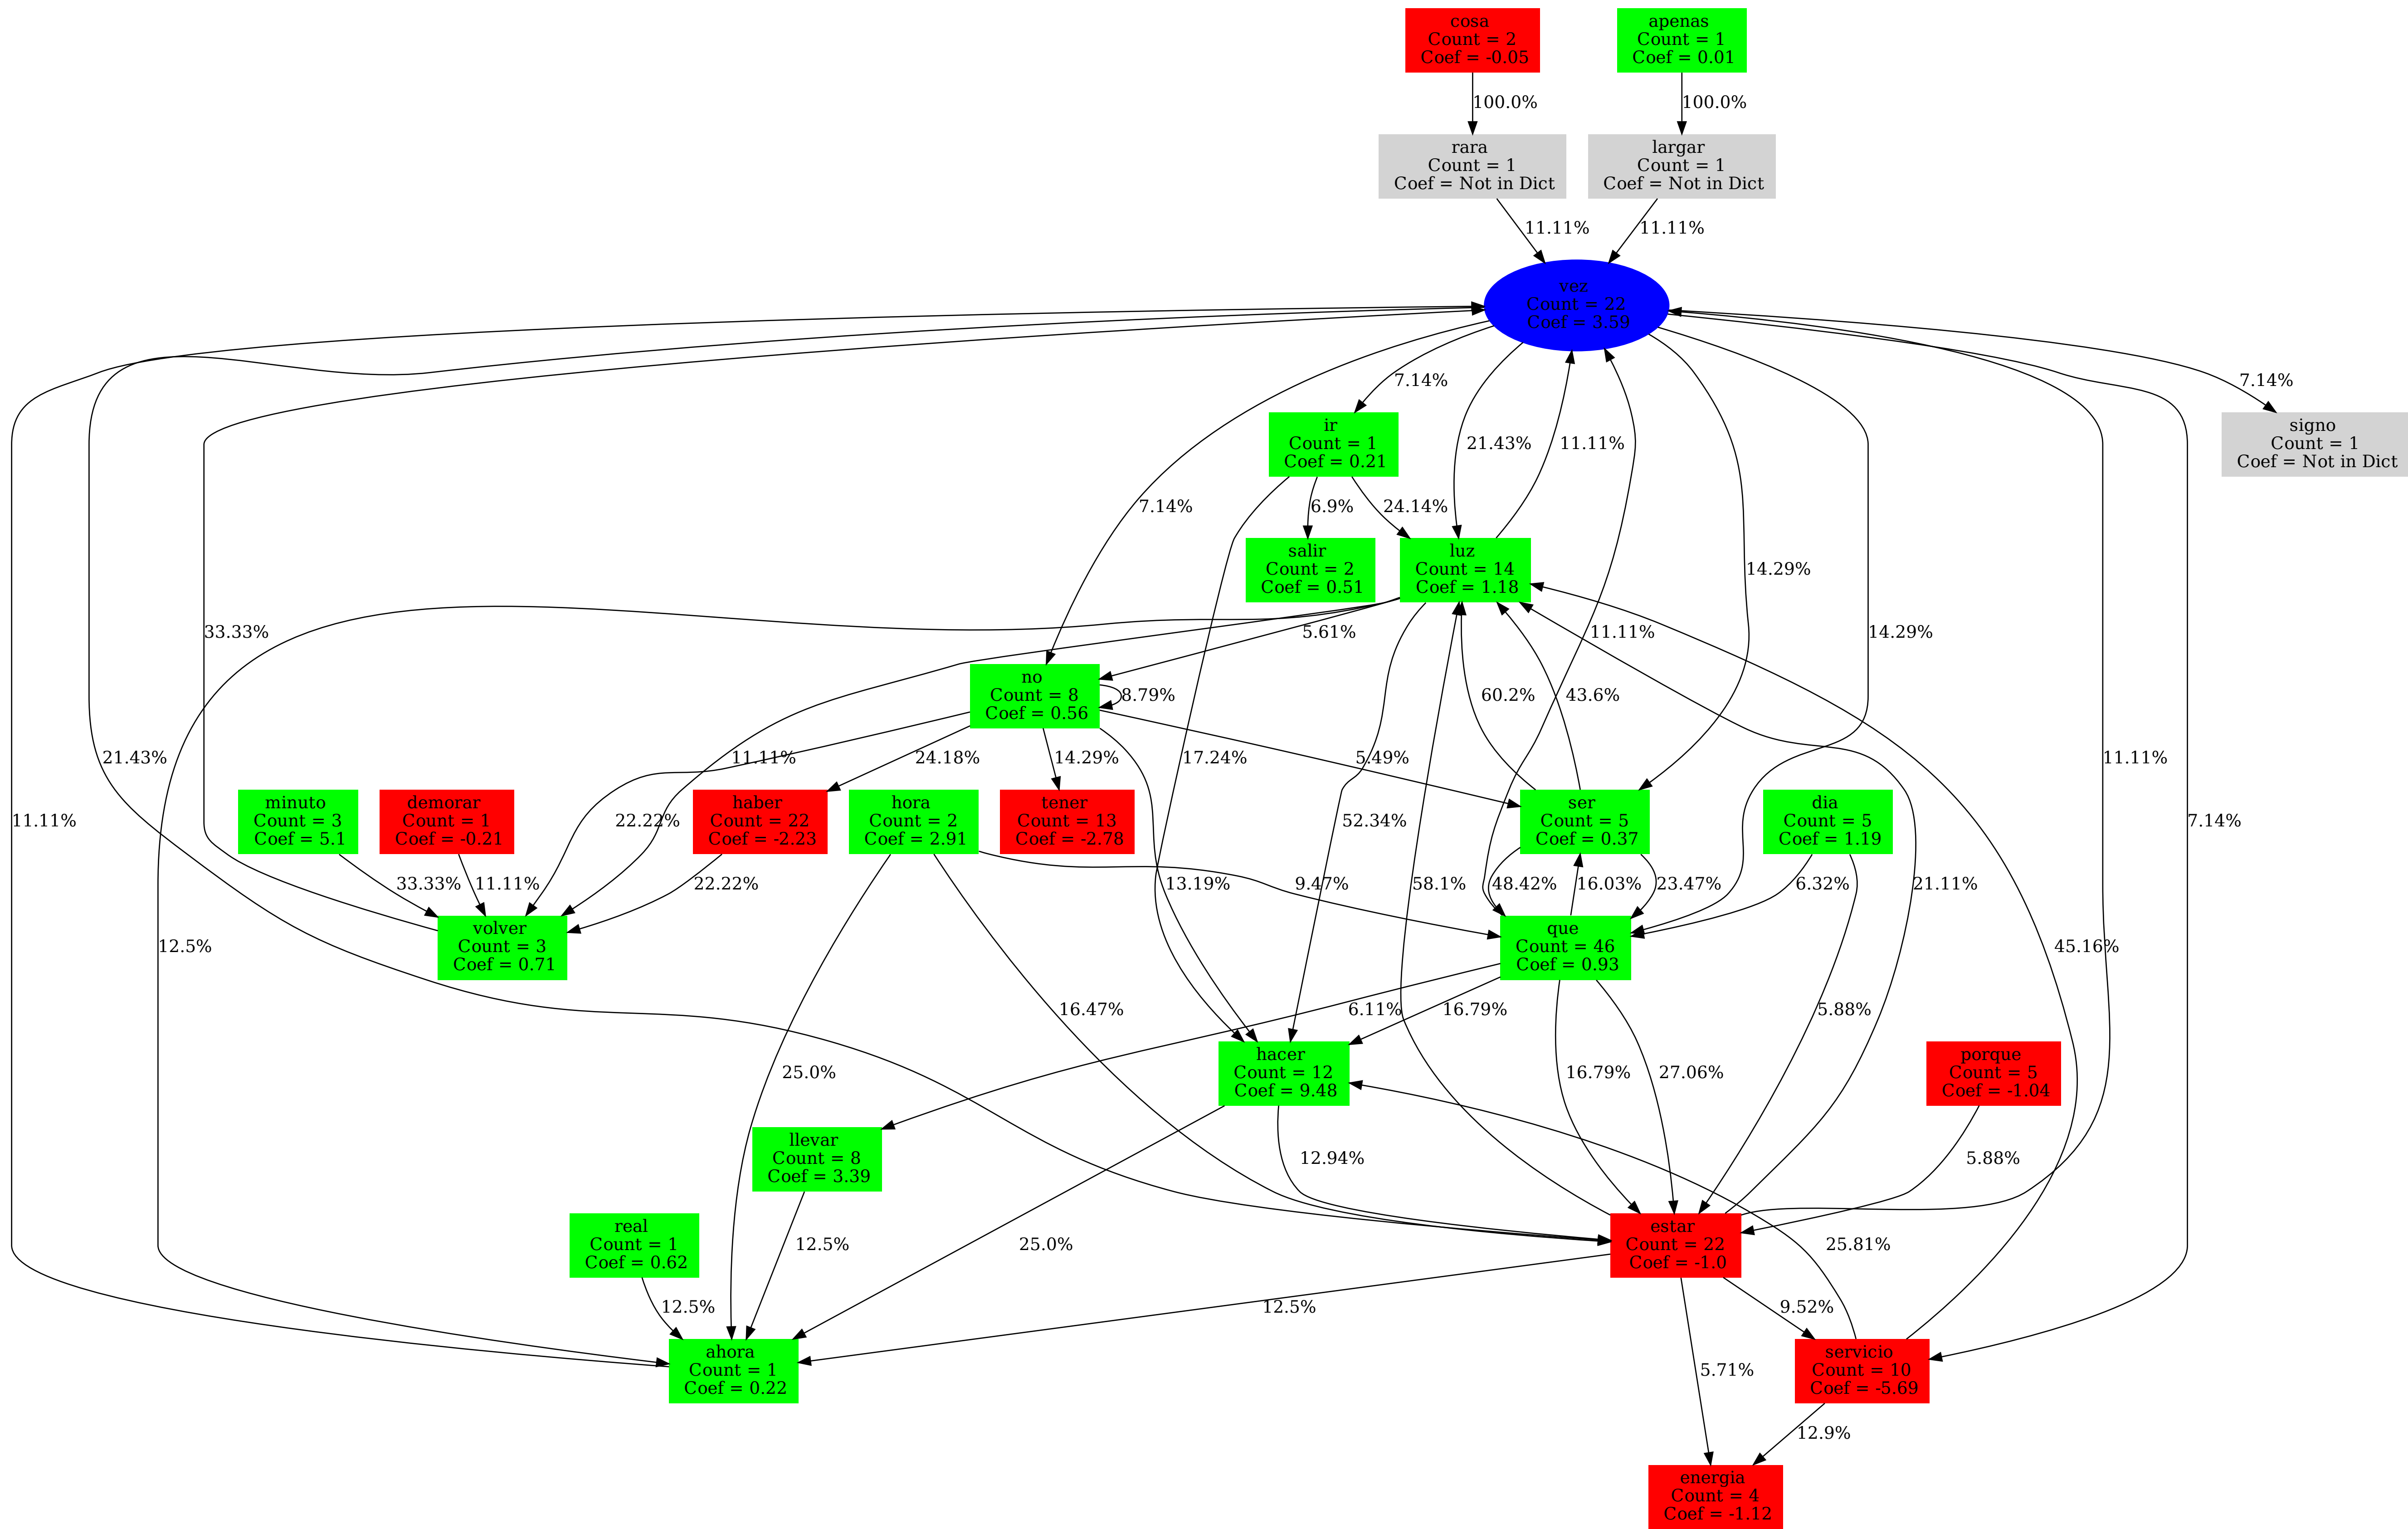 cosa
Count = 2
Coef = -0.05
apenas
Count = 1
Coef = 0.01
100.0%
100.0%
rara
Count = 1
Coef = Not in Dict
largar
Count = 1
Coef = Not in Dict
11.11%
11.11%
vez
Count = 22
Coef = 3.59
7.14%
7.14%
ir
Count = 1
Coef = 0.21
21.43%
11.11%
signo
Count = 1
Coef = Not in Dict
7.14%
6.9%
24.14%
salir
Count = 2
Coef = 0.51
luz
Count = 14
Coef = 1.18
14.29%
33.33%
5.61%
11.11%
14.29%
no
Count = 8
Coef = 0.56
8.79%
60.2%
43.6%
21.43%
11.11%
24.18%
14.29%
17.24%
5.49%
11.11%
minuto
Count = 3
Coef = 5.1
demorar
Count = 1
Coef = -0.21
haber
Count = 22
Coef = -2.23
hora
Count = 2
Coef = 2.91
tener
Count = 13
Coef = -2.78
ser
Count = 5
Coef = 0.37
dia
Count = 5
Coef = 1.19
11.11%
22.22%
52.34%
7.14%
33.33%
11.11%
22.22%
13.19%
9.47%
58.1%
48.42%
16.03%
23.47%
6.32%
21.11%
volver
Count = 3
Coef = 0.71
que
Count = 46
Coef = 0.93
12.5%
45.16%
16.47%
6.11%
16.79%
5.88%
hacer
Count = 12
Coef = 9.48
porque
Count = 5
Coef = -1.04
25.0%
16.79%
27.06%
llevar
Count = 8
Coef = 3.39
12.94%
5.88%
real
Count = 1
Coef = 0.62
12.5%
25.0%
estar
Count = 22
Coef = -1.0
25.81%
12.5%
12.5%
9.52%
ahora
Count = 1
Coef = 0.22
servicio
Count = 10
Coef = -5.69
5.71%
12.9%
energia
Count = 4
Coef = -1.12